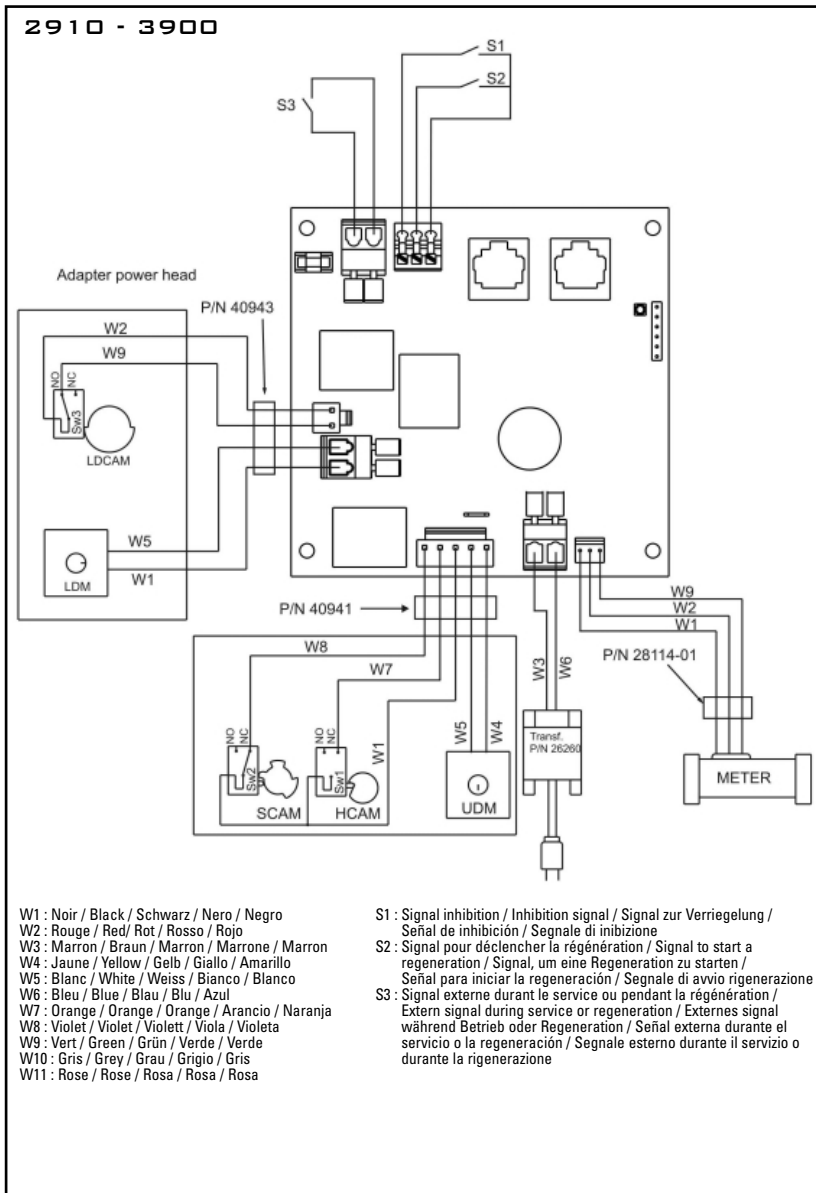 2910 - 3900
S1
S2
S3
Adapter power head
P/N 40943
W2
W9
NO
NC
Sw3
LDCAM
W5
W1
LDM
P/N 40941
W8
W7
W1
NO
NC
Sw2
SCAM
NO
NC
Sw1
HCAM
W5
W4
UDM
W3
W6
Transf.
P/N 26260
W9
W2
W1
P/N 28114-01
METER
W1 : Noir / Black / Schwarz / Nero / Negro
W2 : Rouge / Red/ Rot / Rosso / Rojo
W3 : Marron / Braun / Marron / Marrone / Marron
W4 : Jaune / Yellow / Gelb / Giallo / Amarillo
W5 : Blanc / White / Weiss / Bianco / Blanco
W6 : Bleu / Blue / Blau / Blu / Azul
W7 : Orange / Orange / Orange / Arancio / Naranja
W8 : Violet / Violet / Violett / Viola / Violeta
W9 : Vert / Green / Grün / Verde / Verde
W10 : Gris / Grey / Grau / Grigio / Gris
W11 : Rose / Rose / Rosa / Rosa / Rosa
S1 : Signal inhibition / Inhibition signal / Signal zur Verriegelung /
Señal de inhibición / Segnale di inibizione
S2 : Signal pour déclencher la régénération / Signal to start a
regeneration / Signal, um eine Regeneration zu starten /
Señal para iniciar la regeneración / Segnale di avvio rigenerazione
S3 : Signal externe durant le service ou pendant la régénération /
Extern signal during service or regeneration / Externes signal
während Betrieb oder Regeneration / Señal externa durante el
servicio o la regeneración / Segnale esterno durante il servizio o
durante la rigenerazione